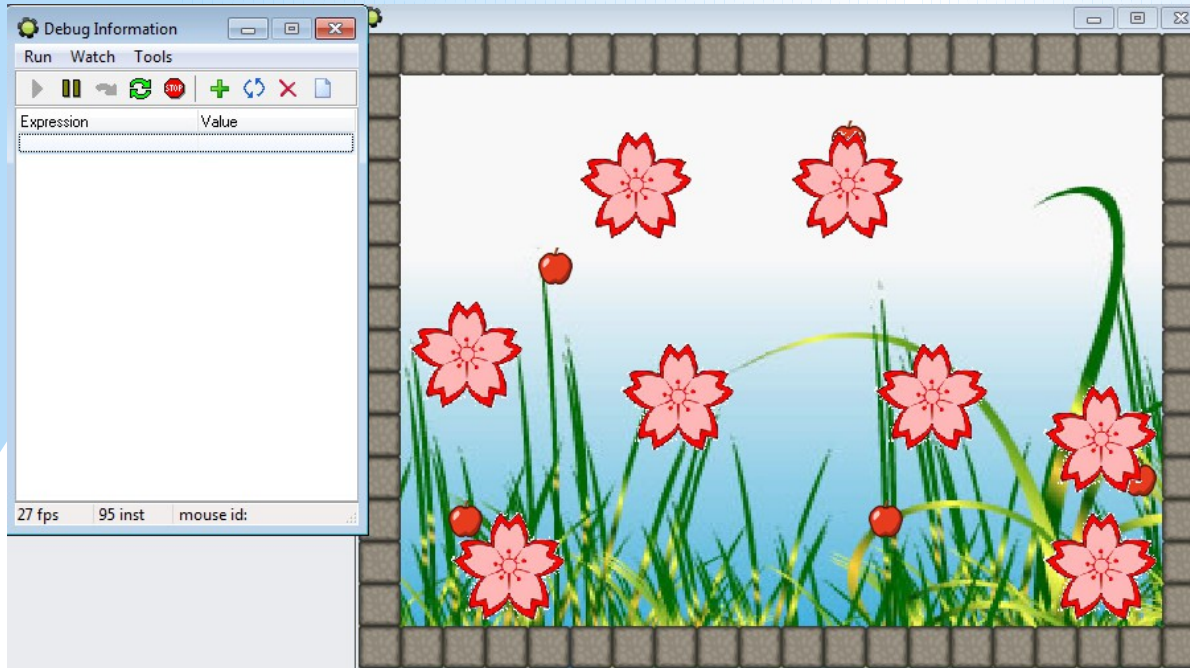 Debug Information
Run Watch Tools
STOP
Expression Value
27 fps 95 inst mouse id: